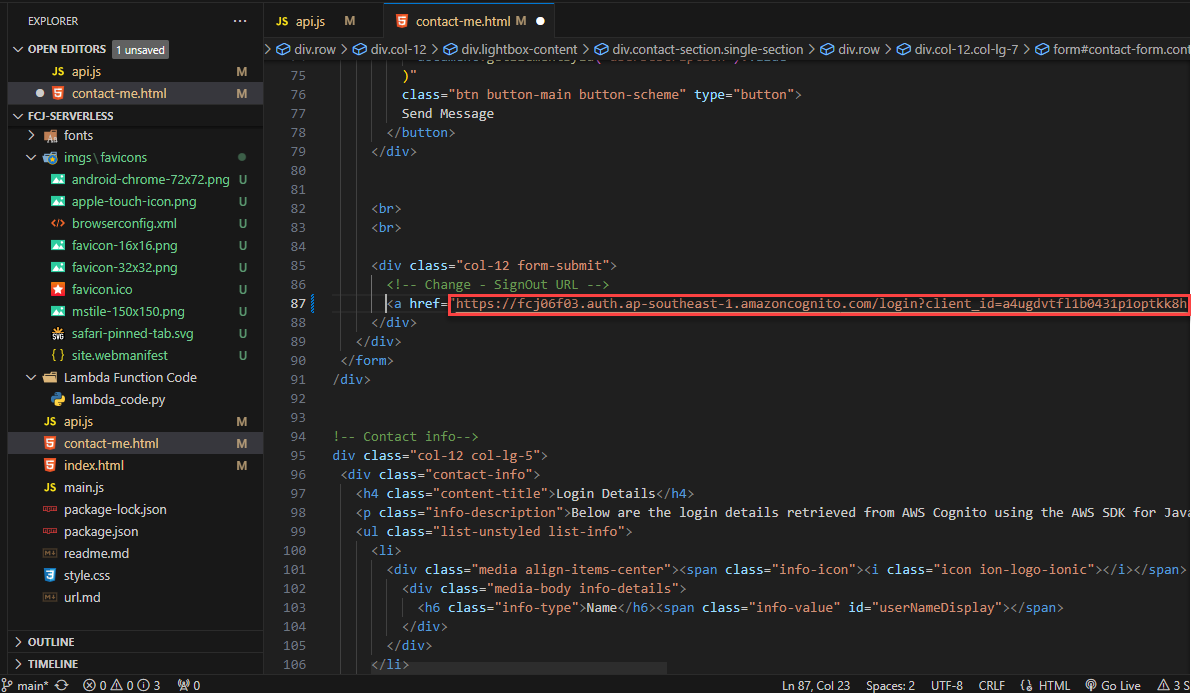 EXPLORER
···
JS api.js M
contact-me.html M
OPEN EDITORS 1 unsaved
JS api.js M
contact-me.html M
FCJ-SERVERLESS
fonts
imgs\favicons
android-chrome-72x72.png U
apple-touch-icon.png U
browserconfig.xml U
favicon-16x16.png U
favicon-32x32.png U
favicon.ico U
mstile-150x150.png U
safari-pinned-tab.svg U
{} site.webmanifest U
Lambda Function Code
lambda_code.py
JS api.js M
contact-me.html M
index.html M
JS main.js
package-lock.json
package.json
readme.md
style.css
url.md
OUTLINE
TIMELINE
> div.row > div.col-12 > div.lightbox-content > div.contact-section.single-section > div.row > div.col-12.col-lg-7 > form#contact-form.cont
75 )"
76 class="btn button-main button-scheme" type="button">
77 Send Message
78 </button>
79 </div>
80
81
82 <br>
83 <br>
84
85 <div class="col-12 form-submit">
86 <!-- Change - SignOut URL -->
87 <a href="https://fcj06f03.auth.ap-southeast-1.amazoncognito.com/login?client_id=a4ugdvtfl1b0431p1optkk8h
88 </div>
89 </div>
90 </form>
91 /div>
92
93
94 !-- Contact info-->
95 div class="col-12 col-lg-5">
96 <div class="contact-info">
97 <h4 class="content-title">Login Details</h4>
98 <p class="info-description">Below are the login details retrieved from AWS Cognito using the AWS SDK for Java
99 <ul class="list-unstyled list-info">
100 <li>
101 <div class="media align-items-center"><span class="info-icon"><i class="icon ion-logo-ionic"></i></span>
102 <div class="media-body info-details">
103 <h6 class="info-type">Name</h6><span class="info-value" id="userNameDisplay"></span>
104 </div>
105 </div>
106 </li>
main* 0 0 3 0 Ln 87, Col 23 Spaces: 2 UTF-8 CRLF {} HTML Go Live 3 S